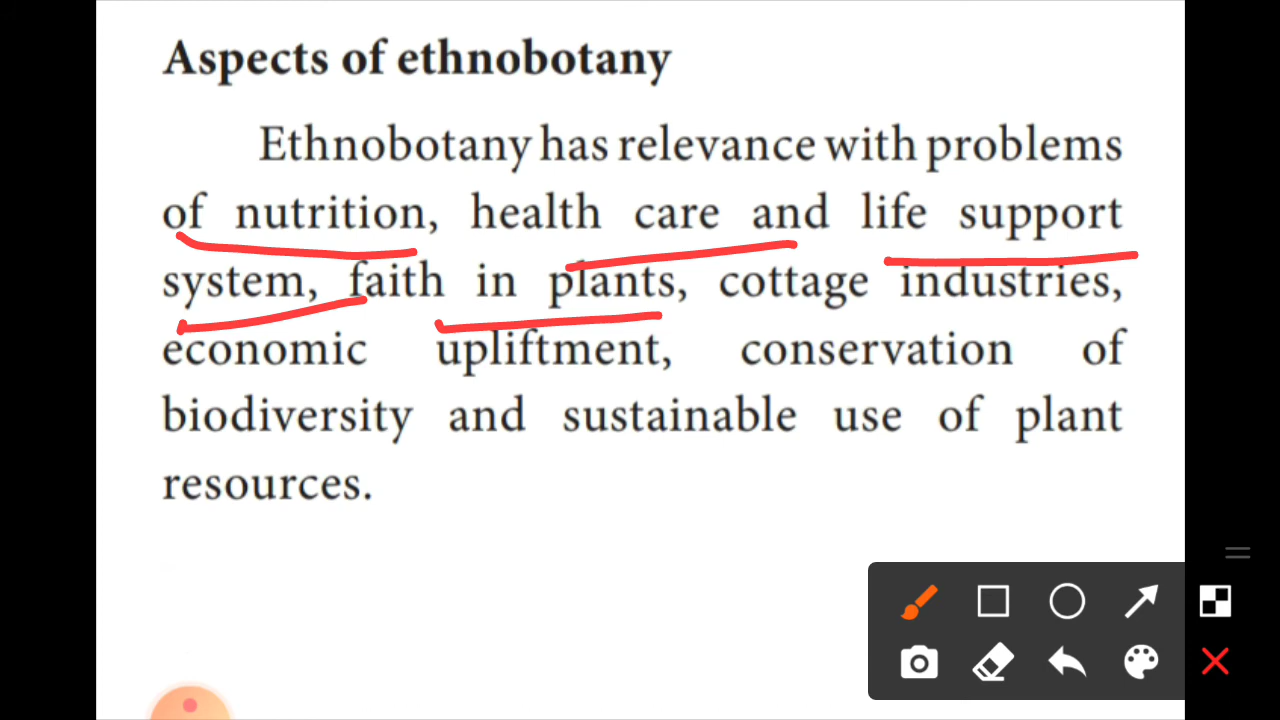 Aspects of ethnobotany
Ethnobotany has relevance with problems
of nutrition, health care and life support
system, faith in plants, cottage industries,
economic upliftment, conservation of
biodiversity and sustainable use of plant
resources.